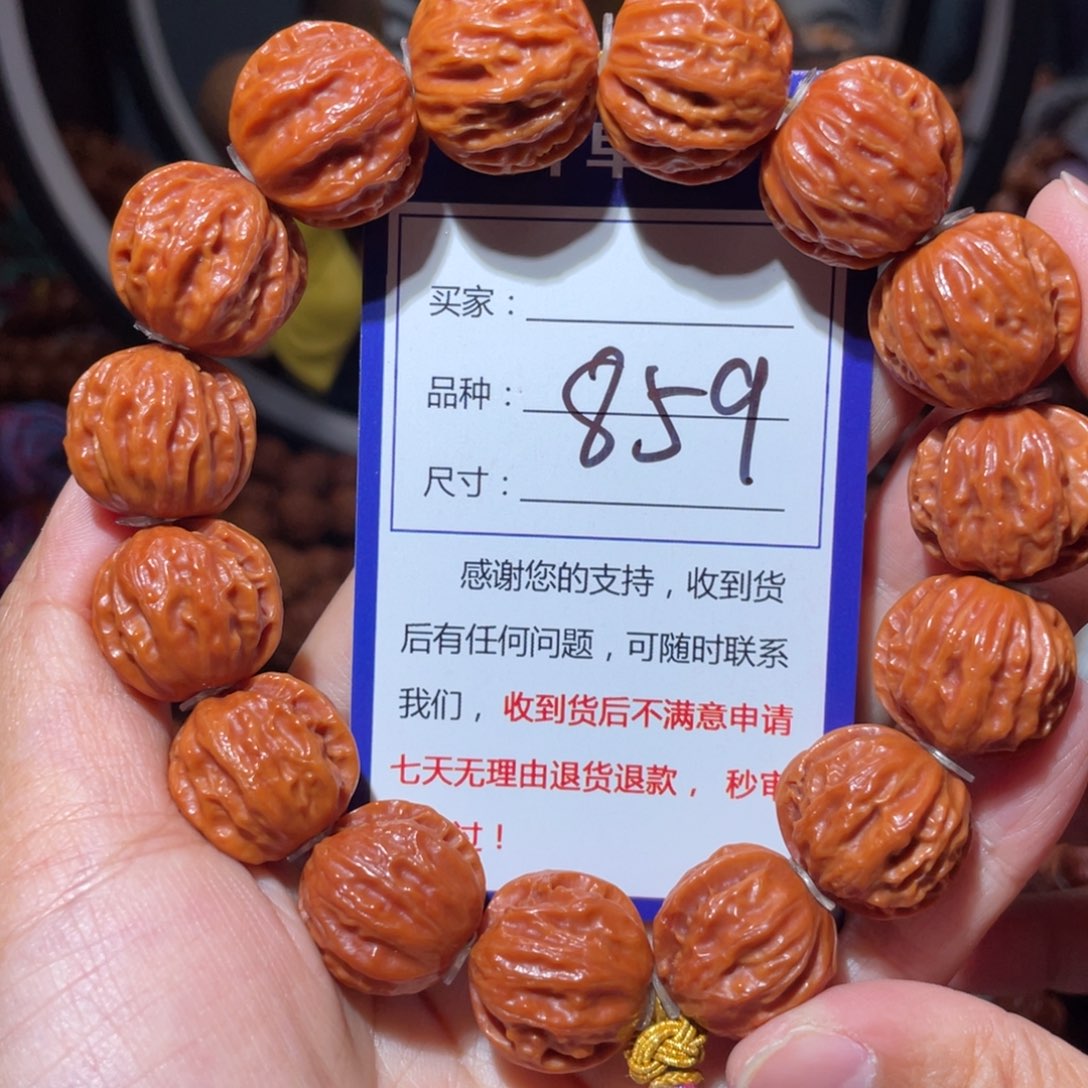 买家：
品种：859
尺寸：
感谢您的支持，收到货
后有任何问题，可随时联系
我们，收到货后不满意申请
七天无理由退货退款，秒审
过！